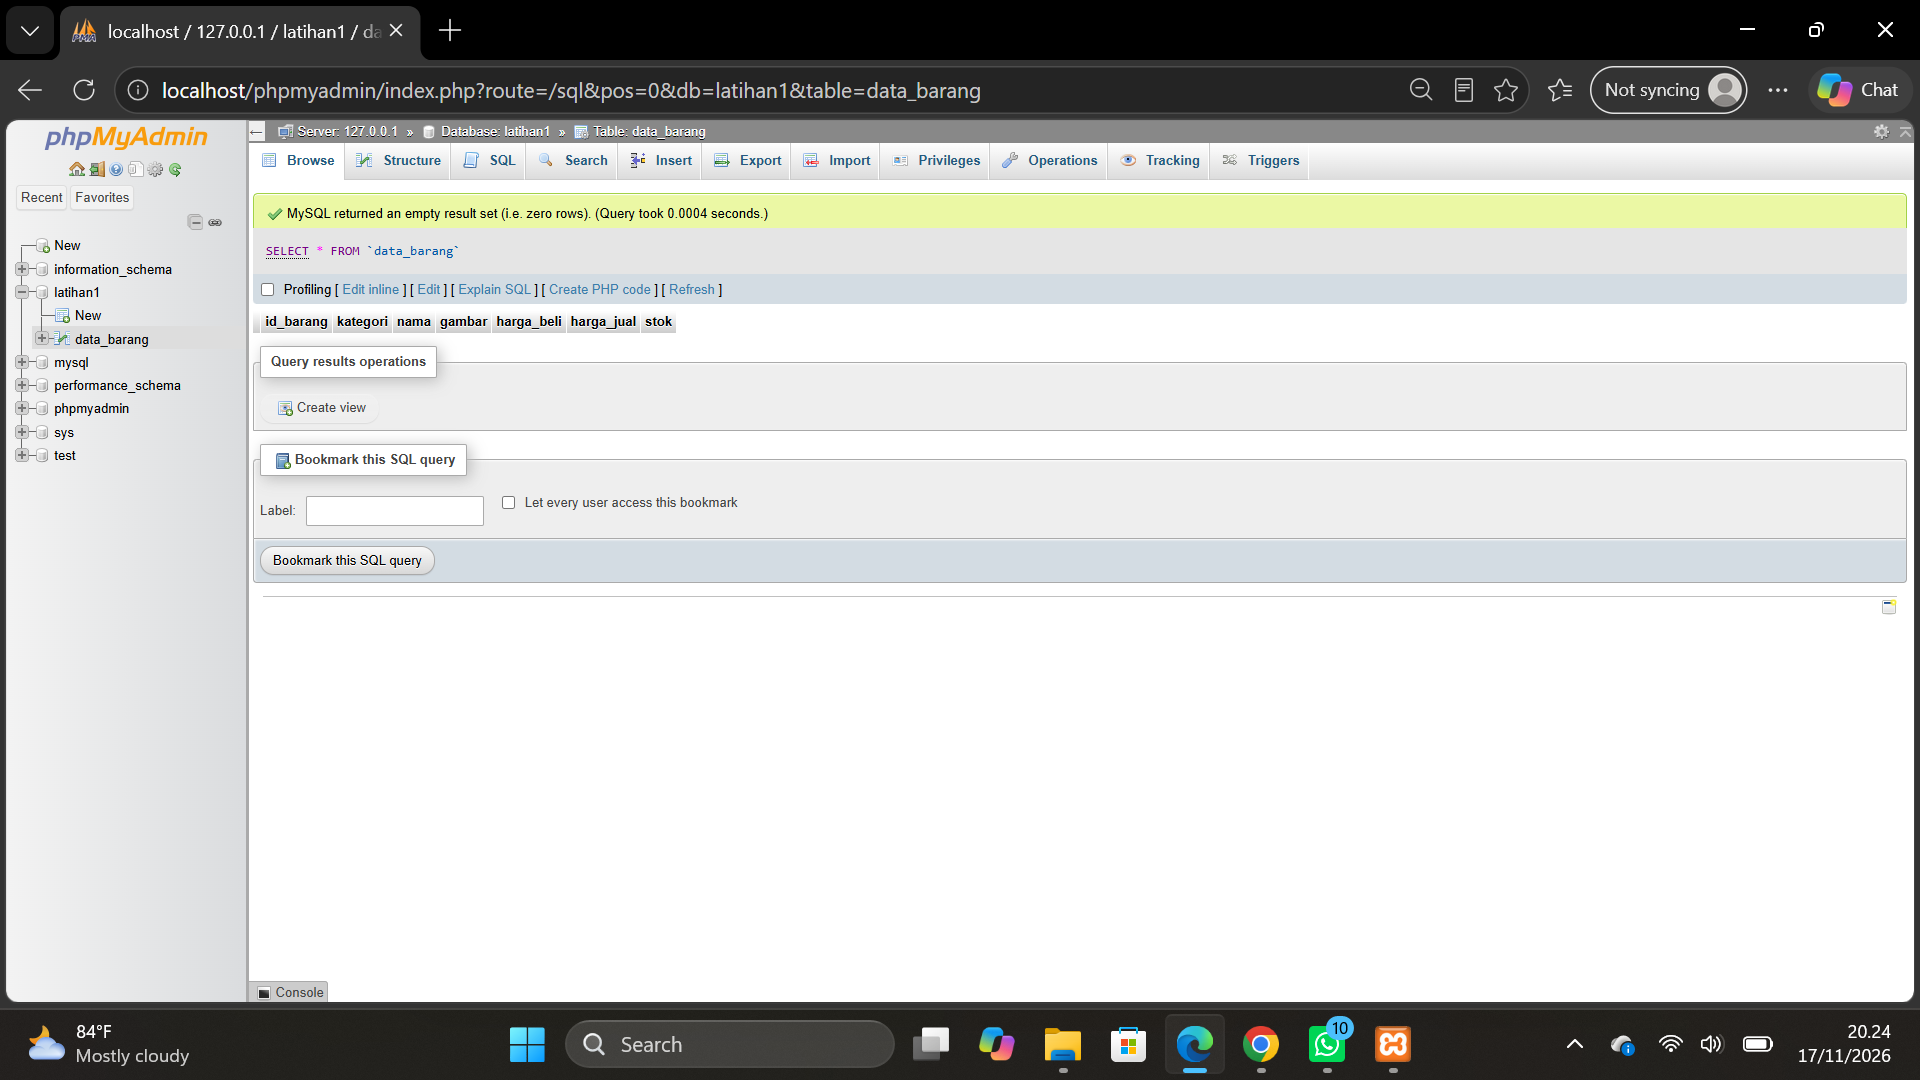 localhost / 127.0.0.1 / latihan1 / da
localhost/phpmyadmin/index.php?route=/sql&pos=0&db=latihan1&table=data_barang
Not syncing
Chat
phpMyAdmin
Recent
Favorites
New
information_schema
latihan1
New
data_barang
mysql
performance_schema
phpmyadmin
sys
test
Server: 127.0.0.1 » Database: latihan1 » Table: data_barang
Browse Structure SQL Search Insert Export Import Privileges Operations Tracking Triggers
MySQL returned an empty result set (i.e. zero rows). (Query took 0.0004 seconds.)
SELECT * FROM `data_barang`
Profiling [ Edit inline ] [ Edit ] [ Explain SQL ] [ Create PHP code ] [ Refresh ]
id_barang kategori nama gambar harga_beli harga_jual stok
Query results operations
Create view
Bookmark this SQL query
Label:
Let every user access this bookmark
Bookmark this SQL query
Console
84°F
Mostly cloudy
Search
10
20.24
17/11/2026